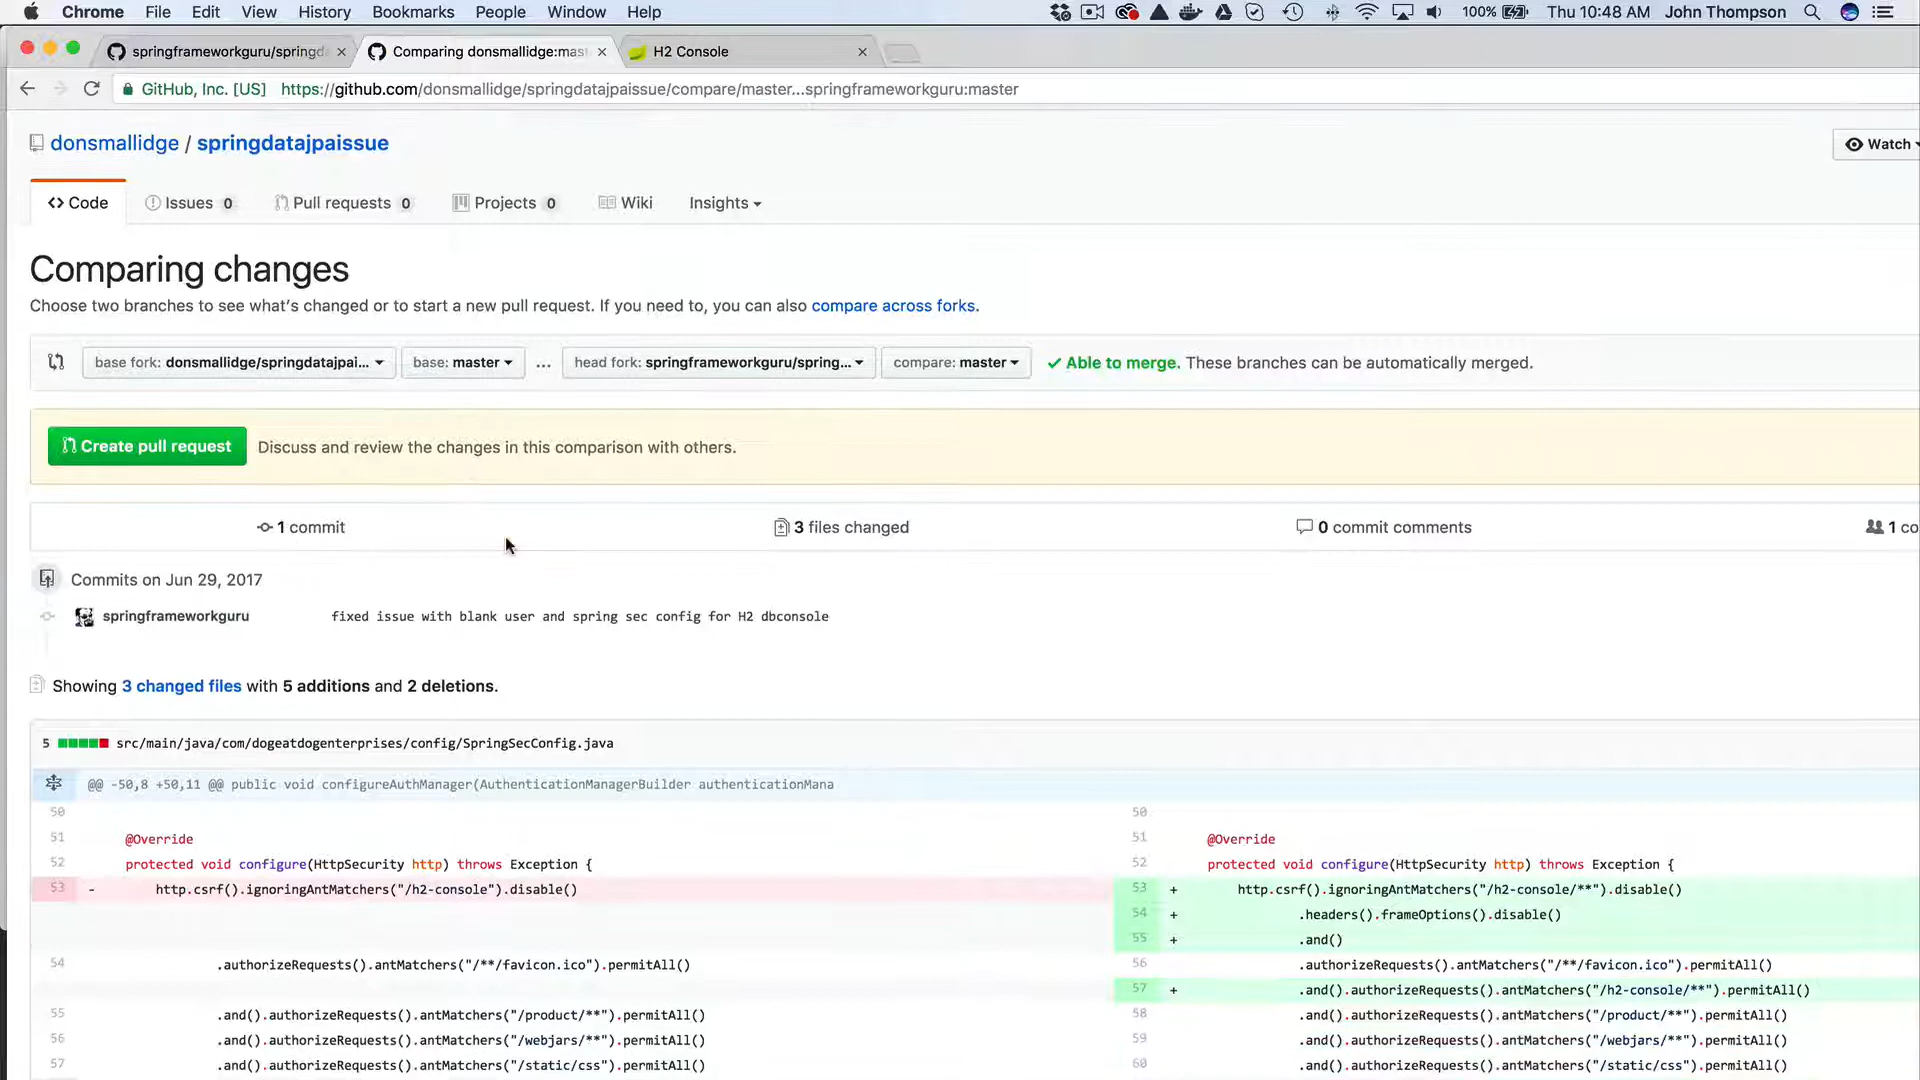 Chrome File Edit View History Bookmarks People Window Help 100% Thu 10:48 AM John Thompson
springframeworkguru/springd
Comparing donsmallidge:mas
H2 Console
GitHub, Inc. [US] https://github.com/donsmallidge/springdatajpaissue/compare/master...springframeworkguru:master
donsmallidge / springdatajpaissue
Watch
Code Issues 0 Pull requests 0 Projects 0 Wiki Insights
Comparing changes
Choose two branches to see what's changed or to start a new pull request. If you need to, you can also compare across forks.
base fork: donsmallidge/springdatajpai... base: master ... head fork: springframeworkguru/spring... compare: master Able to merge. These branches can be automatically merged.
Create pull request Discuss and review the changes in this comparison with others.
1 commit 3 files changed 0 commit comments 1 co
Commits on Jun 29, 2017
springframeworkguru fixed issue with blank user and spring sec config for H2 dbconsole
Showing 3 changed files with 5 additions and 2 deletions.
5 src/main/java/com/dogeatdogenterprises/config/SpringSecConfig.java
@@ -50,8 +50,11 @@ public void configureAuthManager(AuthenticationManagerBuilder authenticationMana
50 50
51 @Override 51 @Override
52 protected void configure(HttpSecurity http) throws Exception { 52 protected void configure(HttpSecurity http) throws Exception {
53 - http.csrf().ignoringAntMatchers("/h2-console").disable() 53 + http.csrf().ignoringAntMatchers("/h2-console/**").disable()
54 + .headers().frameOptions().disable()
55 + .and()
54 .authorizeRequests().antMatchers("/**/favicon.ico").permitAll() 56 .authorizeRequests().antMatchers("/**/favicon.ico").permitAll()
57 + .and().authorizeRequests().antMatchers("/h2-console/**").permitAll()
55 .and().authorizeRequests().antMatchers("/product/**").permitAll() 58 .and().authorizeRequests().antMatchers("/product/**").permitAll()
56 .and().authorizeRequests().antMatchers("/webjars/**").permitAll() 59 .and().authorizeRequests().antMatchers("/webjars/**").permitAll()
57 .and().authorizeRequests().antMatchers("/static/css").permitAll() 60 .and().authorizeRequests().antMatchers("/static/css").permitAll()